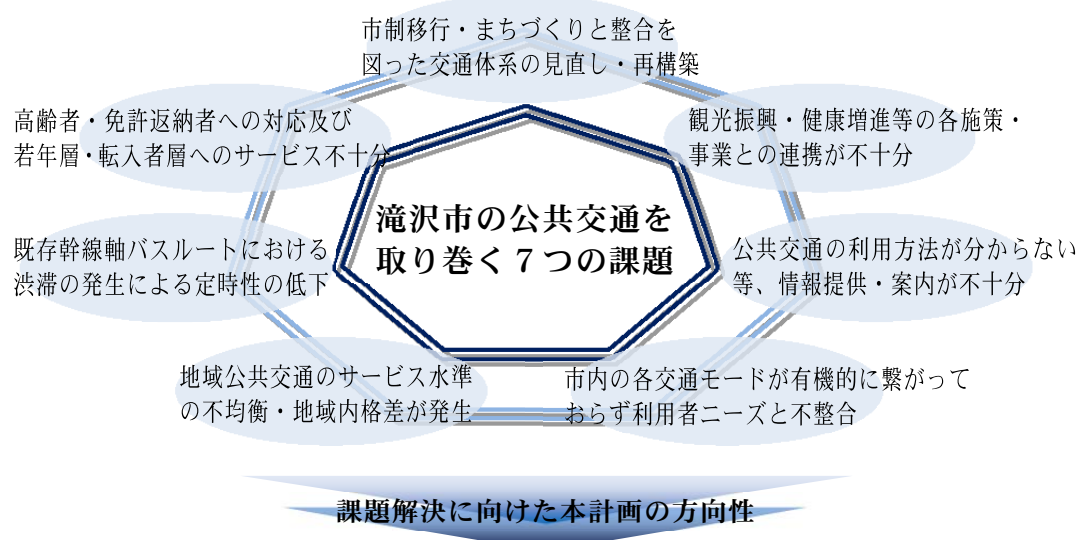 市制移行・まちづくりと整合を
図った交通体系の見直し・再構築
高齢者・免許返納者への対応及び
若年層・転入者層へのサービス不十分
観光振興・健康増進等の各施策・
事業との連携が不十分
滝沢市の公共交通を
取り巻く７つの課題
既存幹線軸バスルートにおける
渋滞の発生による定時性の低下
公共交通の利用方法が分からない
等、情報提供・案内が不十分
地域公共交通のサービス水準
の不均衡・地域内格差が発生
市内の各交通モードが有機的に繋がって
おらず利用者ニーズと不整合
課題解決に向けた本計画の方向性